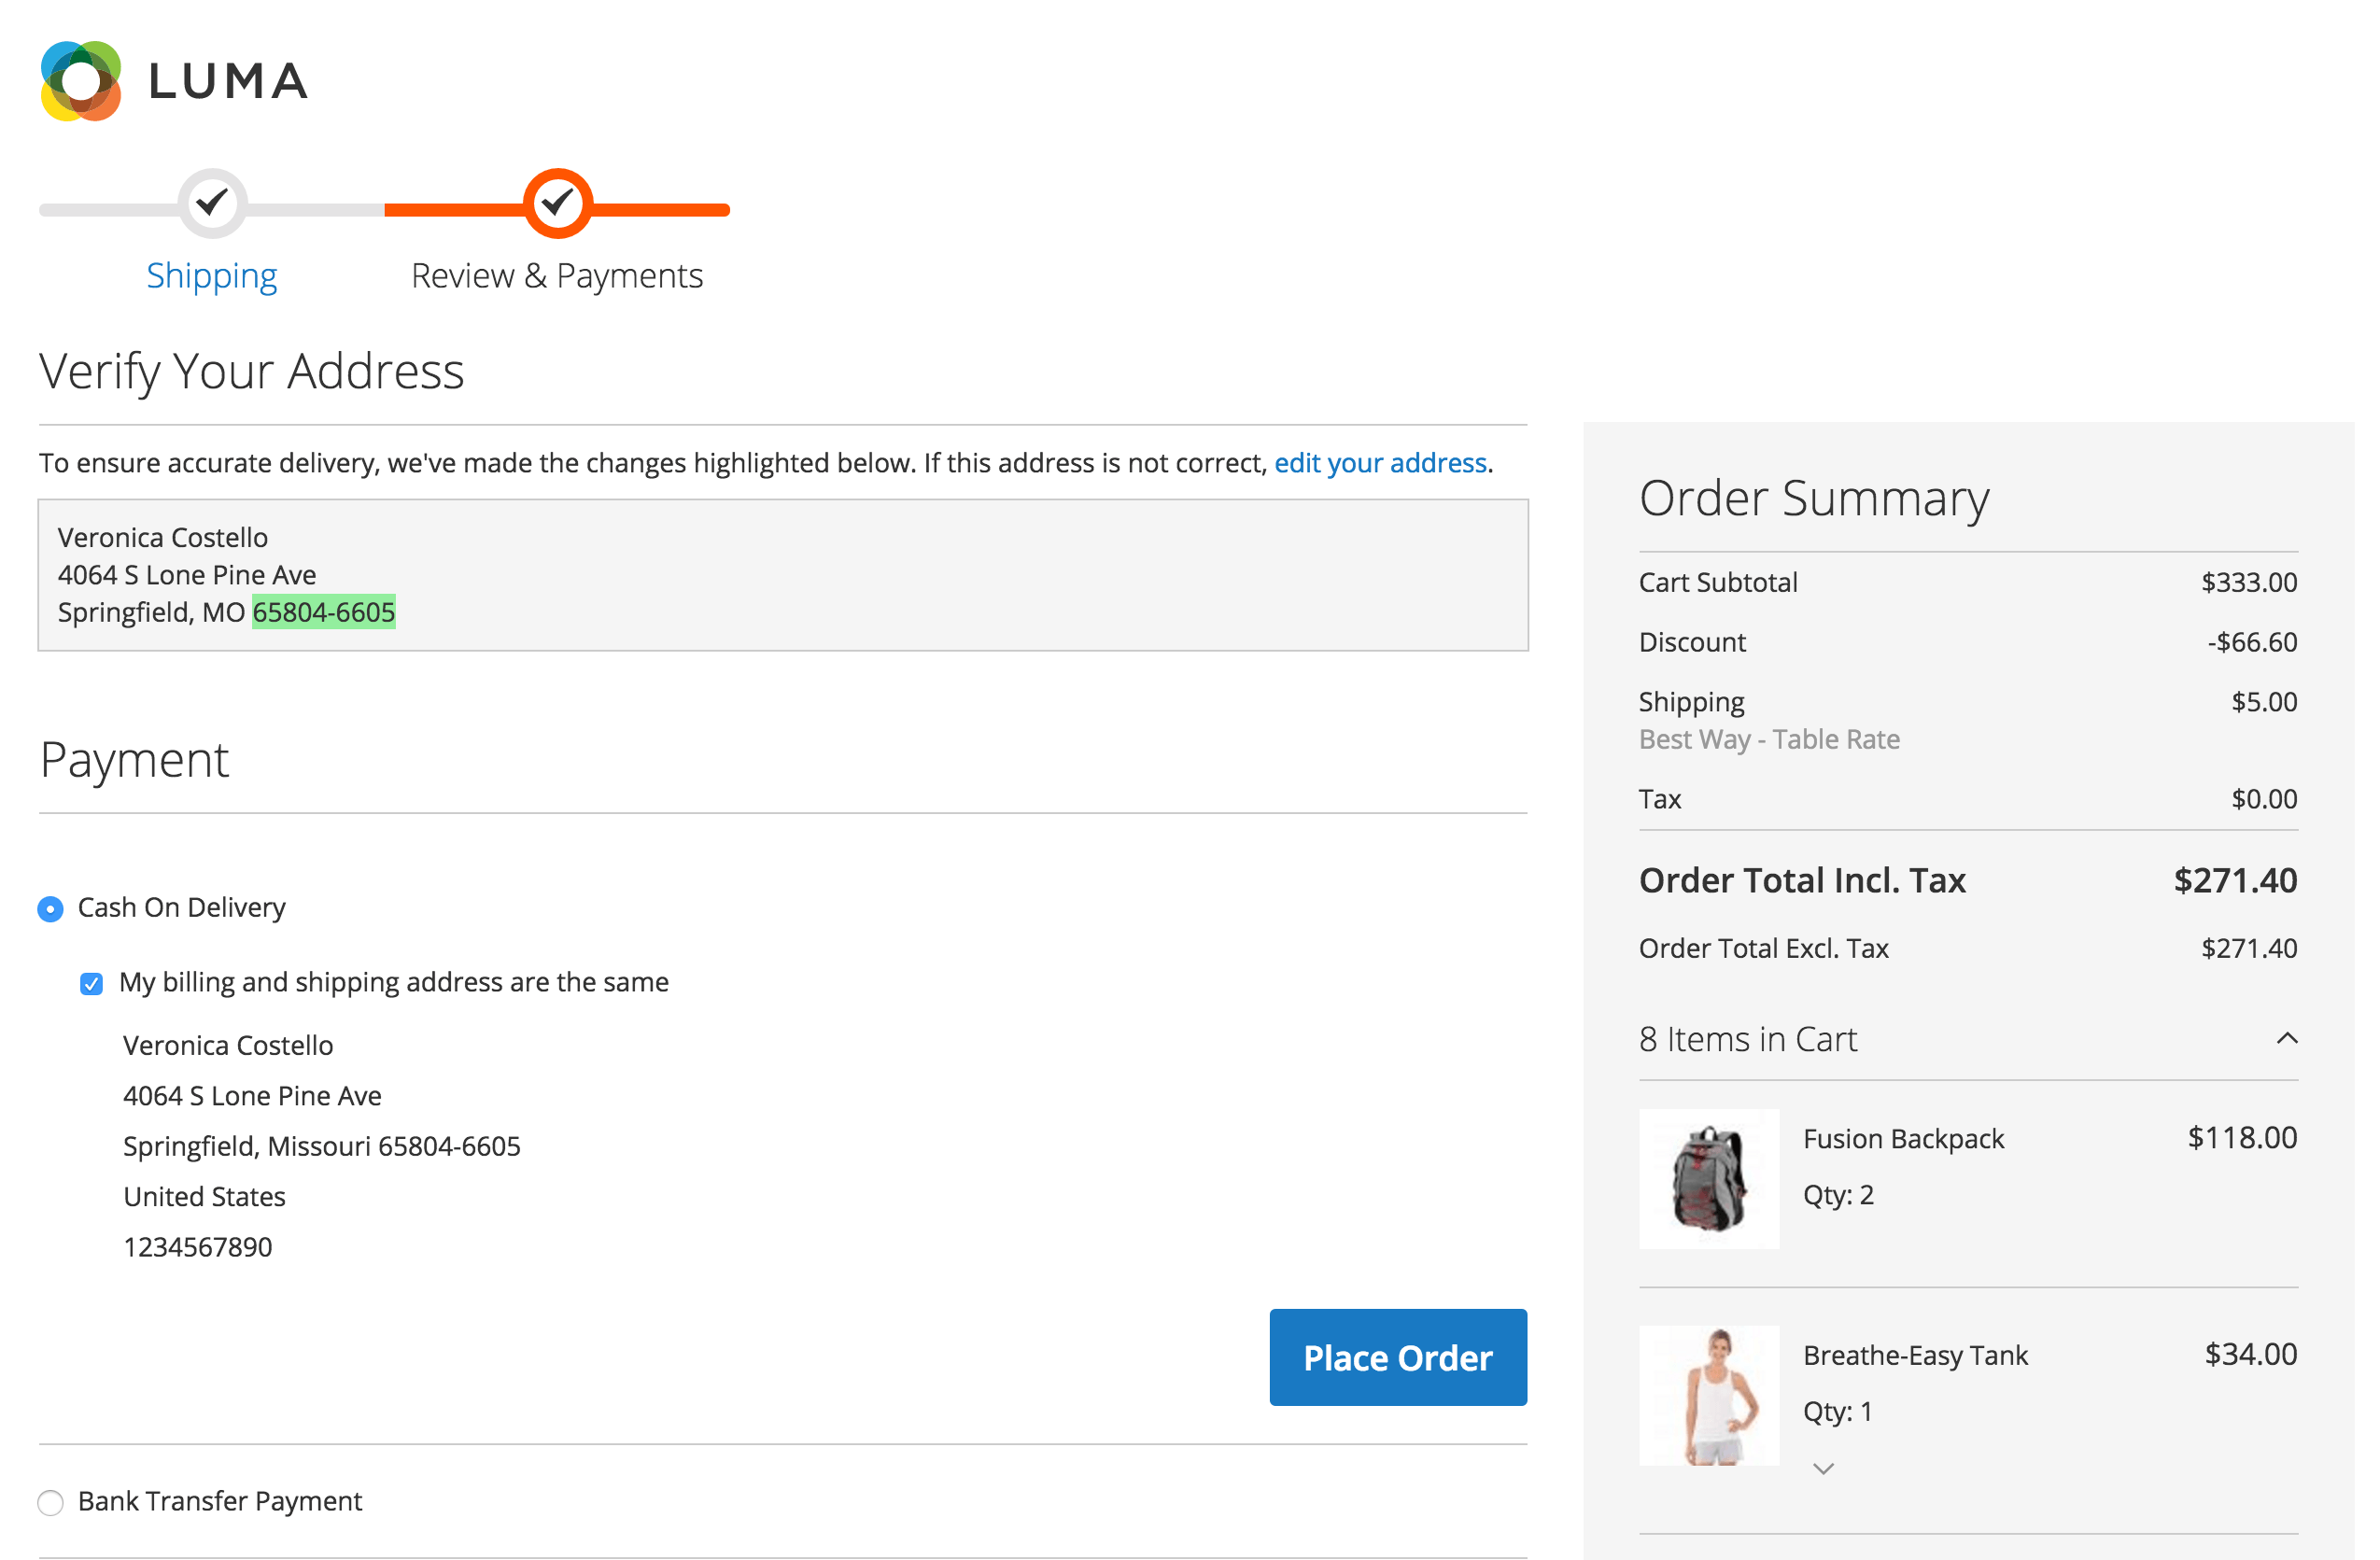 LUMA
Shipping
Review & Payments
Verify Your Address
To ensure accurate delivery, we've made the changes highlighted below. If this address is not correct, edit your address.
Veronica Costello
4064 S Lone Pine Ave
Springfield, MO 65804-6605
Payment
Cash On Delivery
My billing and shipping address are the same
Veronica Costello
4064 S Lone Pine Ave
Springfield, Missouri 65804-6605
United States
1234567890
Place Order
Bank Transfer Payment
Order Summary
Cart Subtotal $333.00
Discount -$66.60
Shipping $5.00
Best Way - Table Rate
Tax $0.00
Order Total Incl. Tax $271.40
Order Total Excl. Tax $271.40
8 Items in Cart
Fusion Backpack $118.00
Qty: 2
Breathe-Easy Tank $34.00
Qty: 1